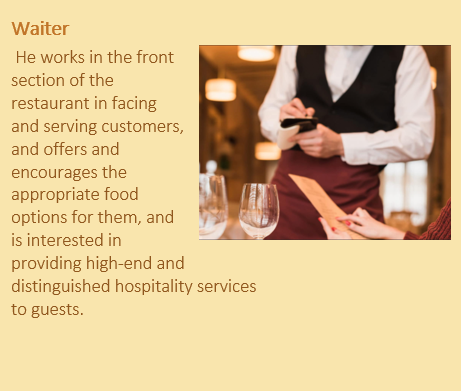 Waiter
He works in the front
section of the
restaurant in facing
and serving customers,
and offers and
encourages the
appropriate food
options for them, and
is interested in
providing high-end and
distinguished hospitality services
to guests.